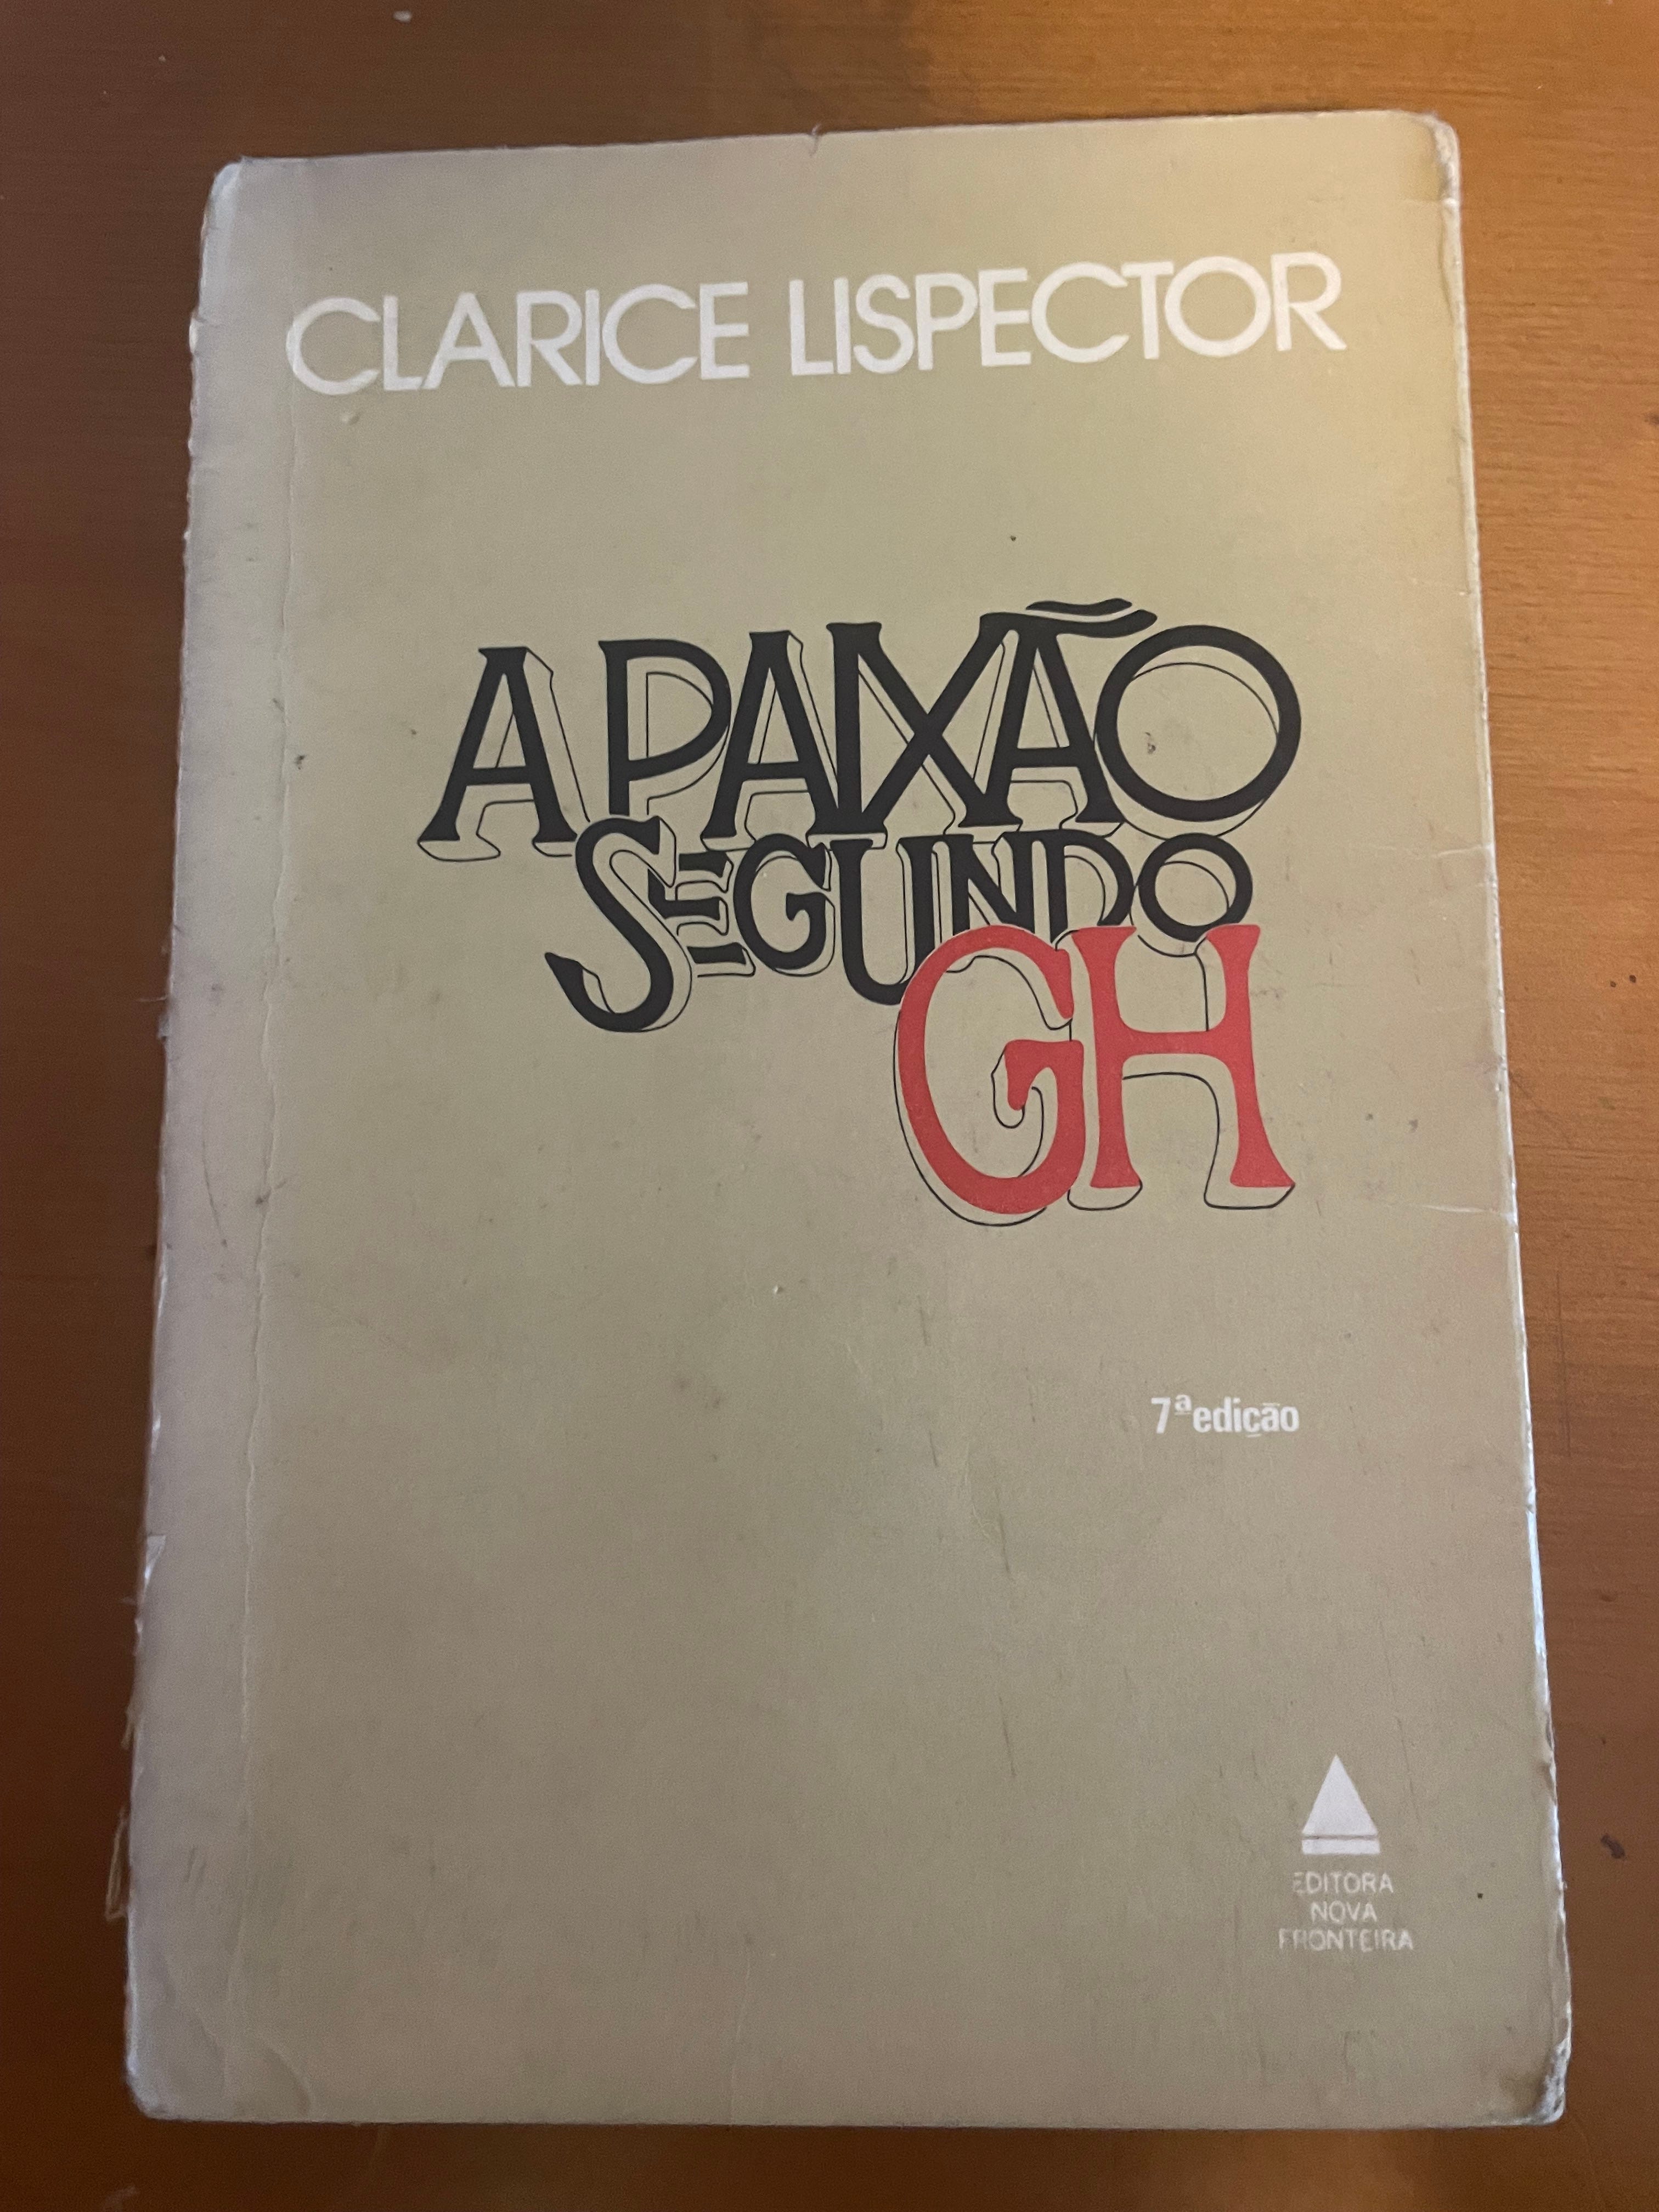 CLARICE LISPECTOR
A PAIXÃO
SEGUNDO
GH
7ª edição
EDITORA
NOVA
FRONTEIRA